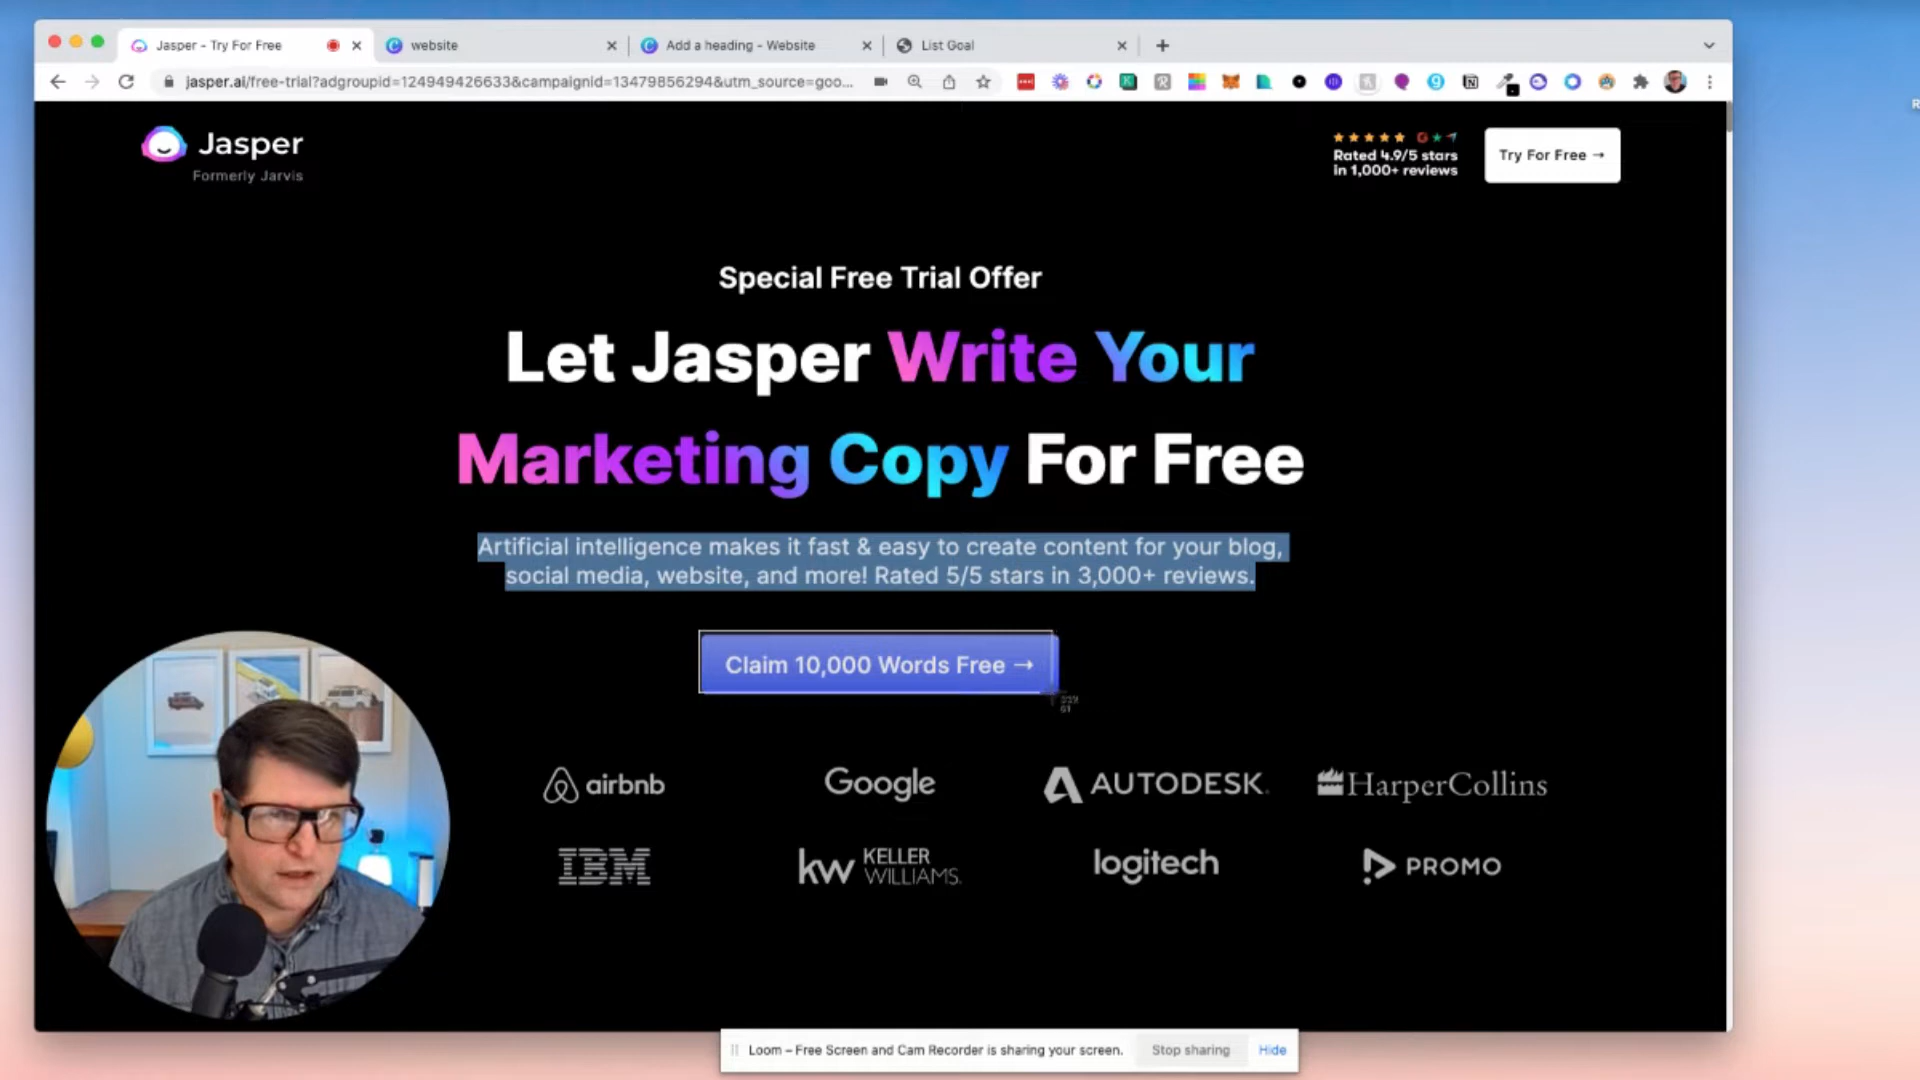 Jasper - Try For Free
website
Add a heading - Website
List Goal
jasper.ai/free-trial?adgroupid=124949426633&campaignid=13479856294&utm_source=goo...
Jasper
Formerly Jarvis
Rated 4.9/5 stars
in 1,000+ reviews
Try For Free →
Special Free Trial Offer
Let Jasper Write Your
Marketing Copy For Free
Artificial intelligence makes it fast & easy to create content for your blog,
social media, website, and more! Rated 5/5 stars in 3,000+ reviews.
Claim 10,000 Words Free →
airbnb
Google
AUTODESK.
HarperCollins
IBM
kw KELLER
WILLIAMS.
logitech
PROMO
Loom – Free Screen and Cam Recorder is sharing your screen.
Stop sharing
Hide